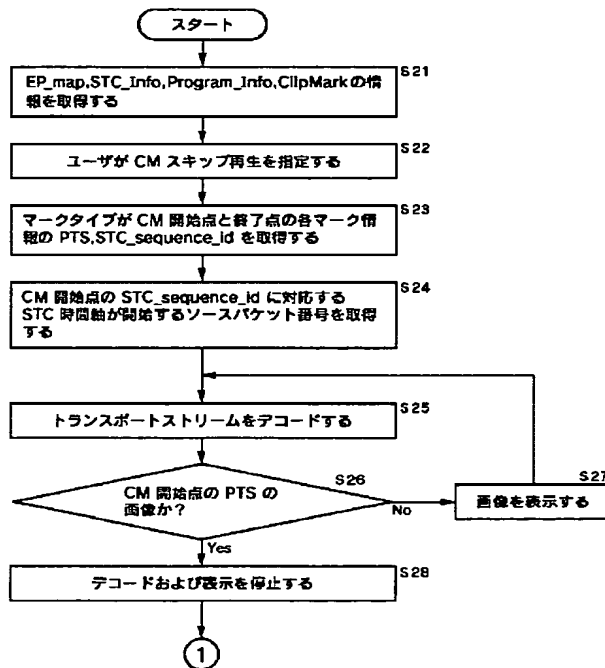 スタート
S21
EP_map,STC_Info,Program_Info,ClipMarkの情
報を取得する
S22
ユーザが CM スキップ再生を指定する
S23
マークタイプが CM 開始点と終了点の各マーク情
報の PTS,STC_sequence_id を取得する
S24
CM 開始点の STC_sequence_id に対応する
STC 時間軸が開始するソースパケット番号を取得
する
S25
トランスポートストリームをデコードする
S26
CM 開始点の PTS の
画像か?
No
S27
画像を表示する
Yes
S28
デコードおよび表示を停止する
1